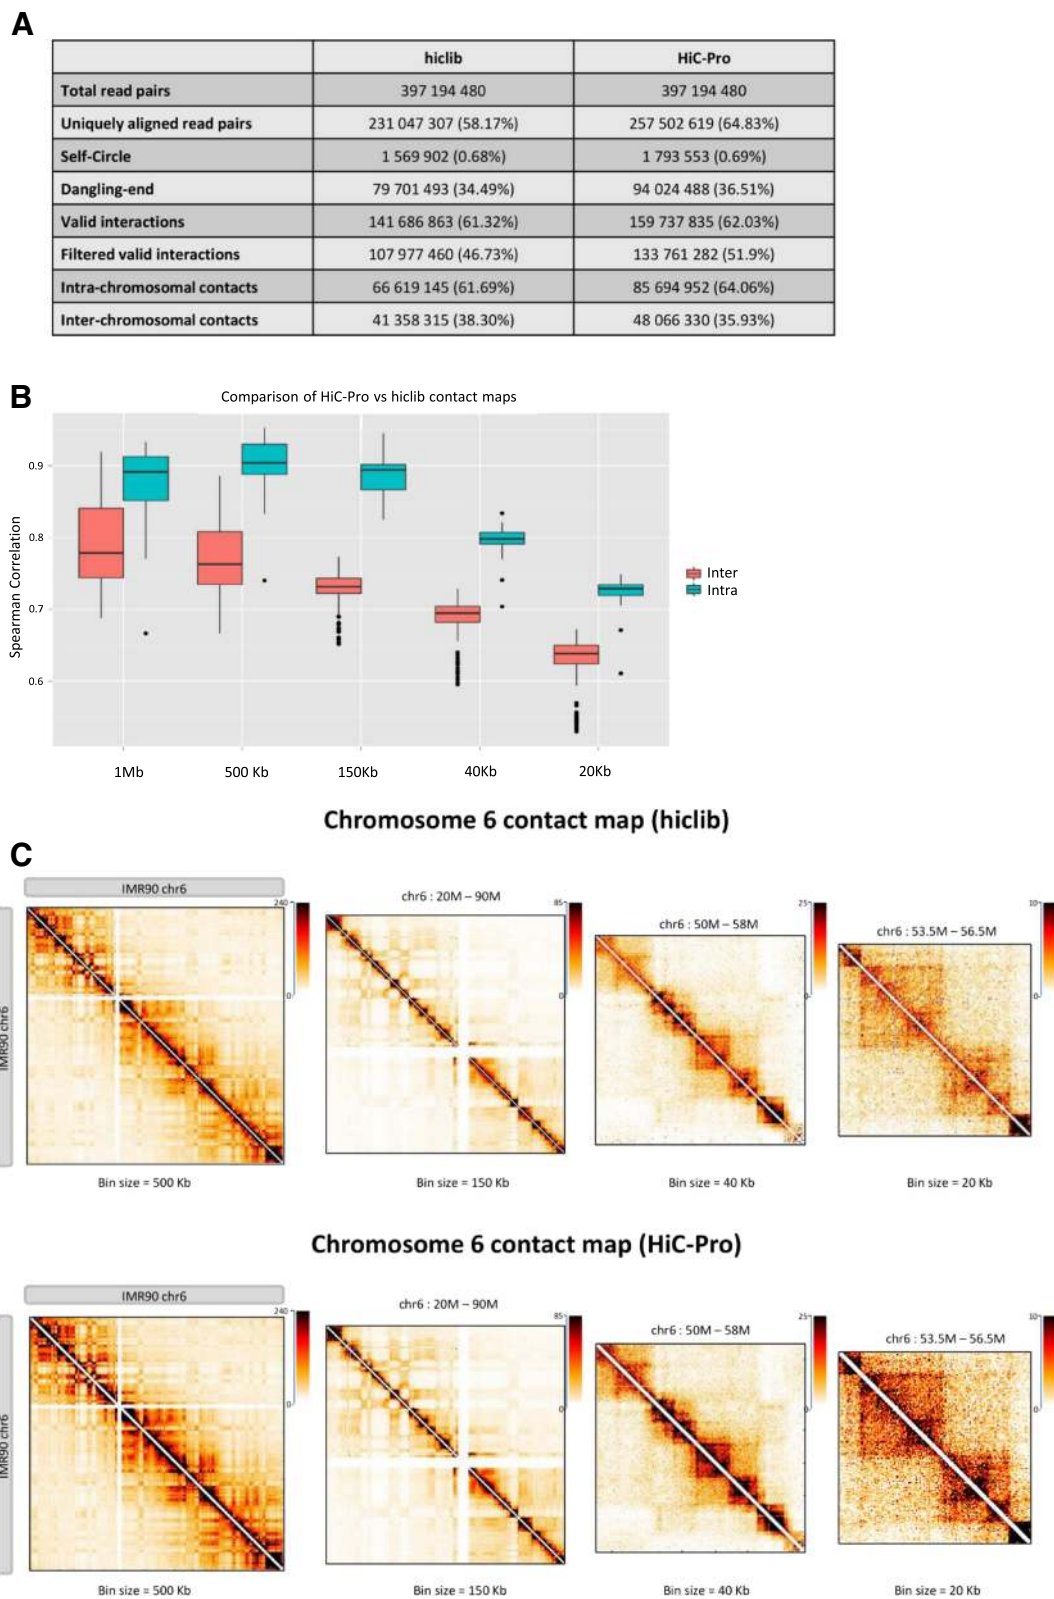 A
hiclib HiC-Pro
Total read pairs 397 194 480 397 194 480
Uniquely aligned read pairs 231 047 307 (58.17%) 257 502 619 (64.83%)
Self-Circle 1 569 902 (0.68%) 1 793 553 (0.69%)
Dangling-end 79 701 493 (34.49%) 94 024 488 (36.51%)
Valid interactions 141 686 863 (61.32%) 159 737 835 (62.03%)
Filtered valid interactions 107 977 460 (46.73%) 133 761 282 (51.9%)
Intra-chromosomal contacts 66 619 145 (61.69%) 85 694 952 (64.06%)
Inter-chromosomal contacts 41 358 315 (38.30%) 48 066 330 (35.93%)
B
Comparison of HiC-Pro vs hiclib contact maps
Spearman Correlation
0.9
0.8
0.7
0.6
Inter
Intra
1Mb 500 Kb 150Kb 40Kb 20Kb
Chromosome 6 contact map (hiclib)
C
IMR90 chr6
IMR90 chr6
240
0
chr6 : 20M – 90M
85
0
chr6 : 50M – 58M
25
0
chr6 : 53.5M – 56.5M
10
0
Bin size = 500 Kb Bin size = 150 Kb Bin size = 40 Kb Bin size = 20 Kb
Chromosome 6 contact map (HiC-Pro)
IMR90 chr6
IMR90 chr6
240
0
chr6 : 20M – 90M
85
0
chr6 : 50M – 58M
25
0
chr6 : 53.5M – 56.5M
10
0
Bin size = 500 Kb Bin size = 150 Kb Bin size = 40 Kb Bin size = 20 Kb